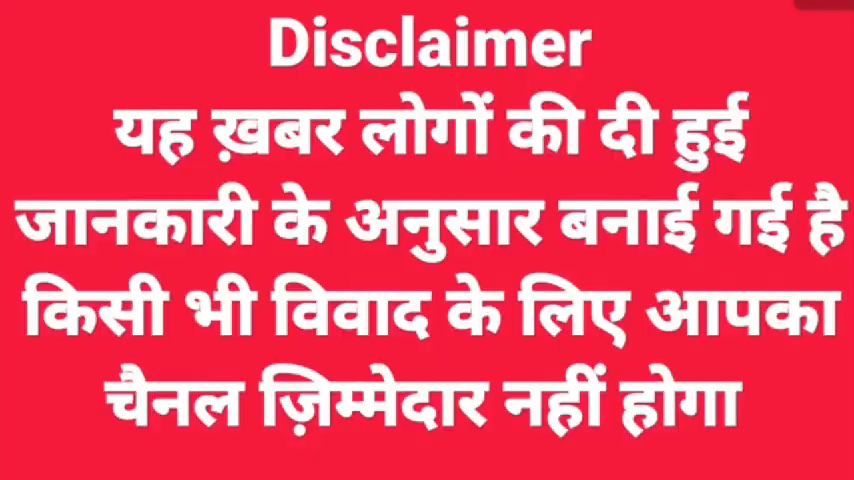 Disclaimer
यह ख़बर लोगों की दी हुई
जानकारी के अनुसार बनाई गई है
किसी भी विवाद के लिए आपका
चैनल ज़िम्मेदार नहीं होगा